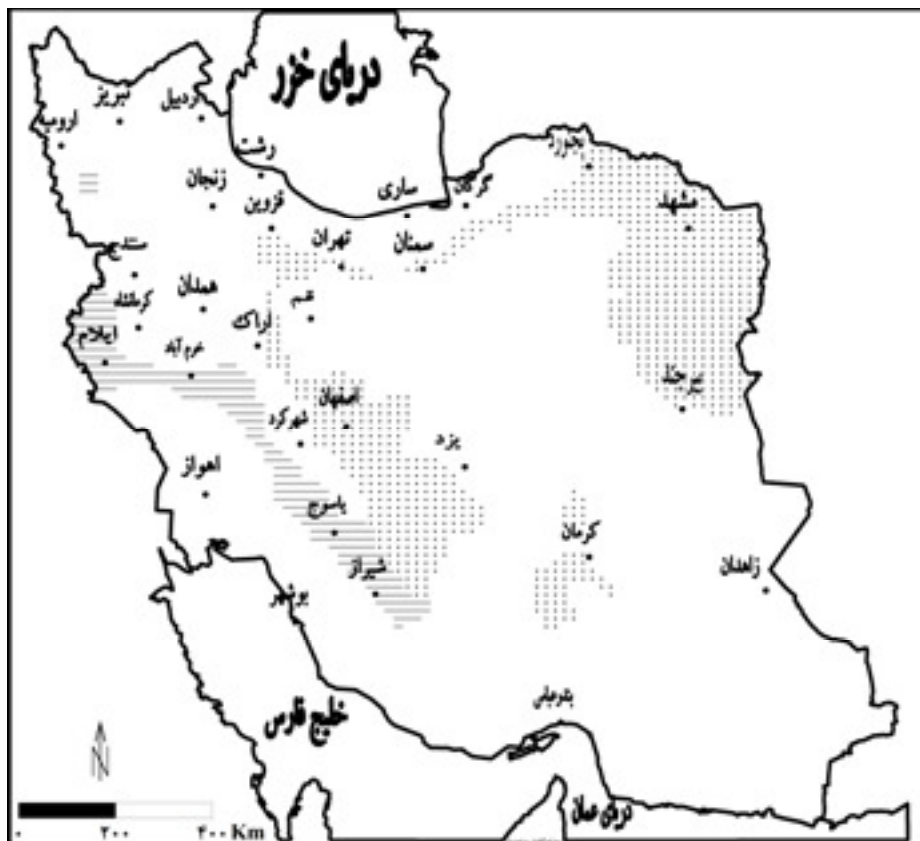 دریای خزر
تبریز
اردبیل
ارومیه
رشت
زنجان
قزوین
ساری
گرگان
بجنورد
مشهد
سمنان
تهران
سنندج
همدان
کرمانشاه
قم
اراک
ایلام
خرم آباد
اصفهان
شهرکرد
بیرجند
یزد
اهواز
یاسوج
کرمان
شیراز
زاهدان
بوشهر
خلیج فارس
بندرعباس
دریای عمان
۰ ۲۰۰ ۴۰۰ Km
N